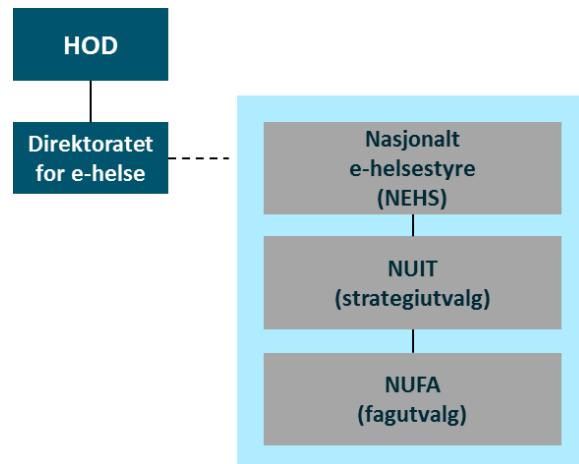 HOD
Direktoratet
for e-helse
Nasjonalt
e-helsestyre
(NEHS)
NUIT
(strategiutvalg)
NUFA
(fagutvalg)